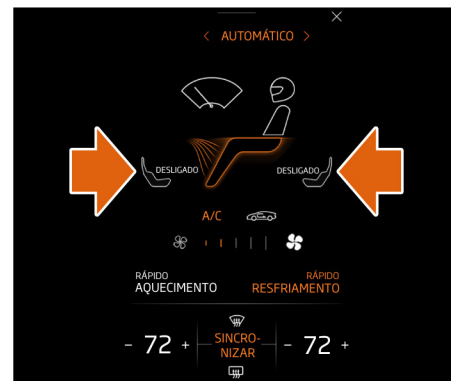 < AUTOMÁTICO >
DESLIGADO DESLIGADO
A/C
RÁPIDO RÁPIDO
AQUECIMENTO RESFRIAMENTO
- 72 + SINCRO- - 72 +
NIZAR